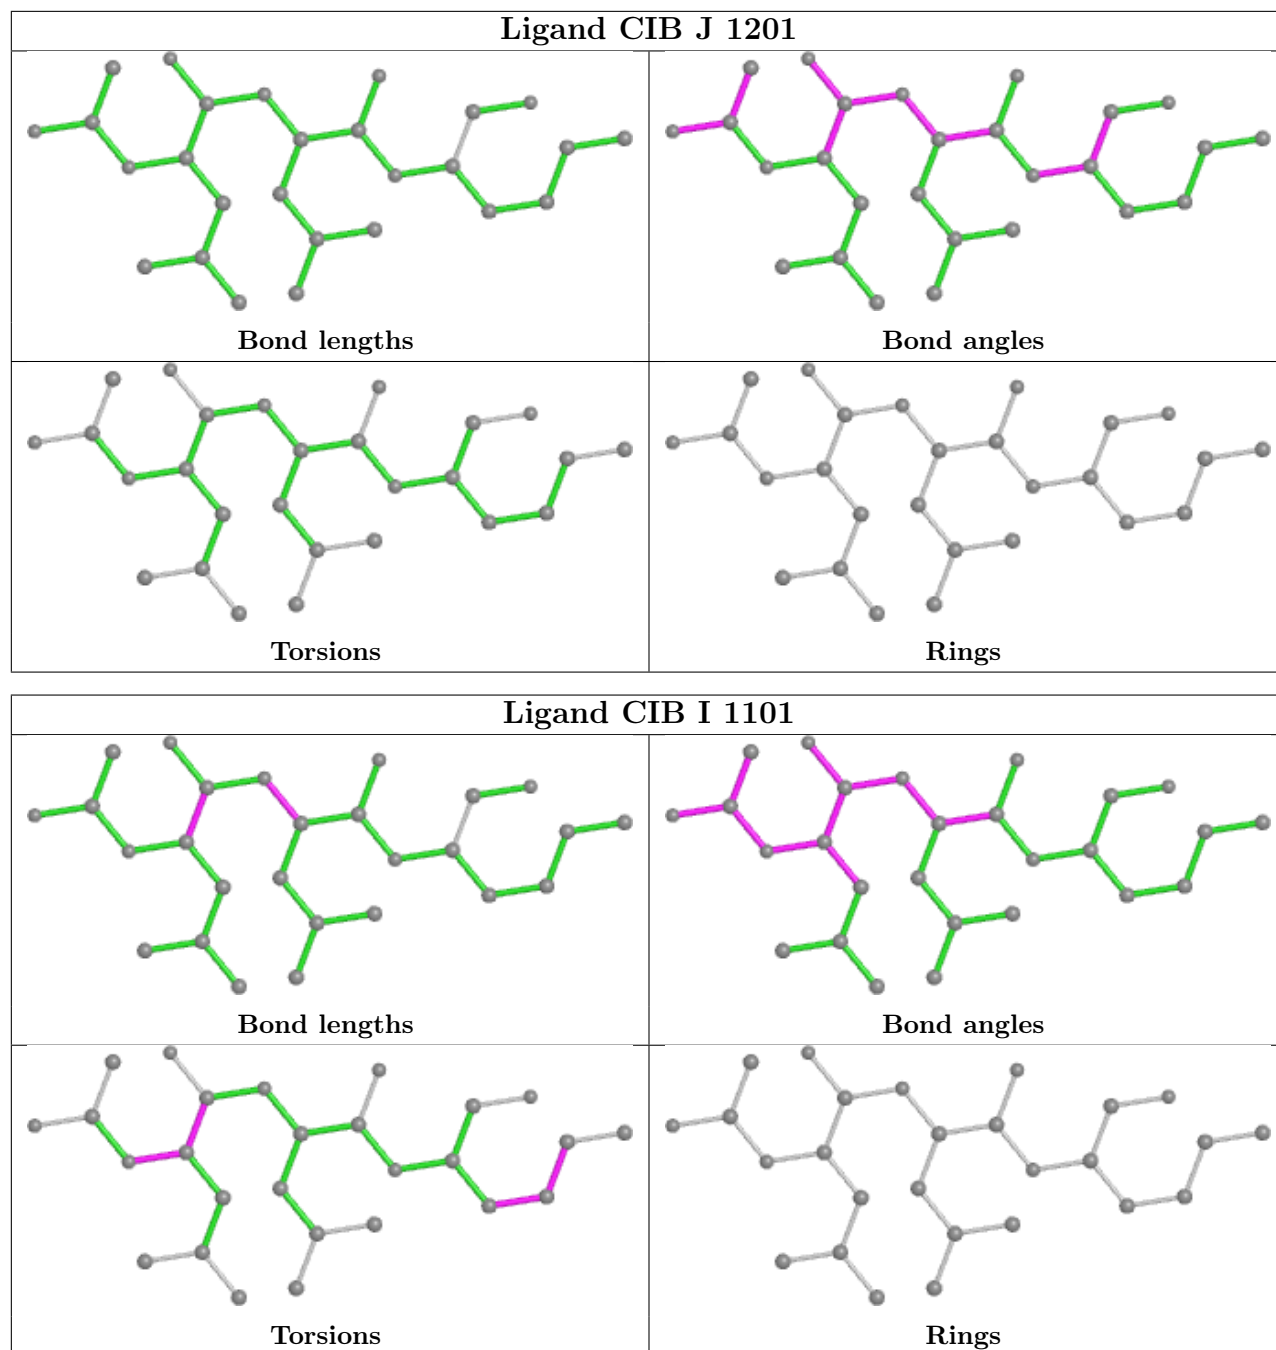 Ligand CIB J 1201
Bond lengths
Bond angles
Torsions
Rings
Ligand CIB I 1101
Bond lengths
Bond angles
Torsions
Rings